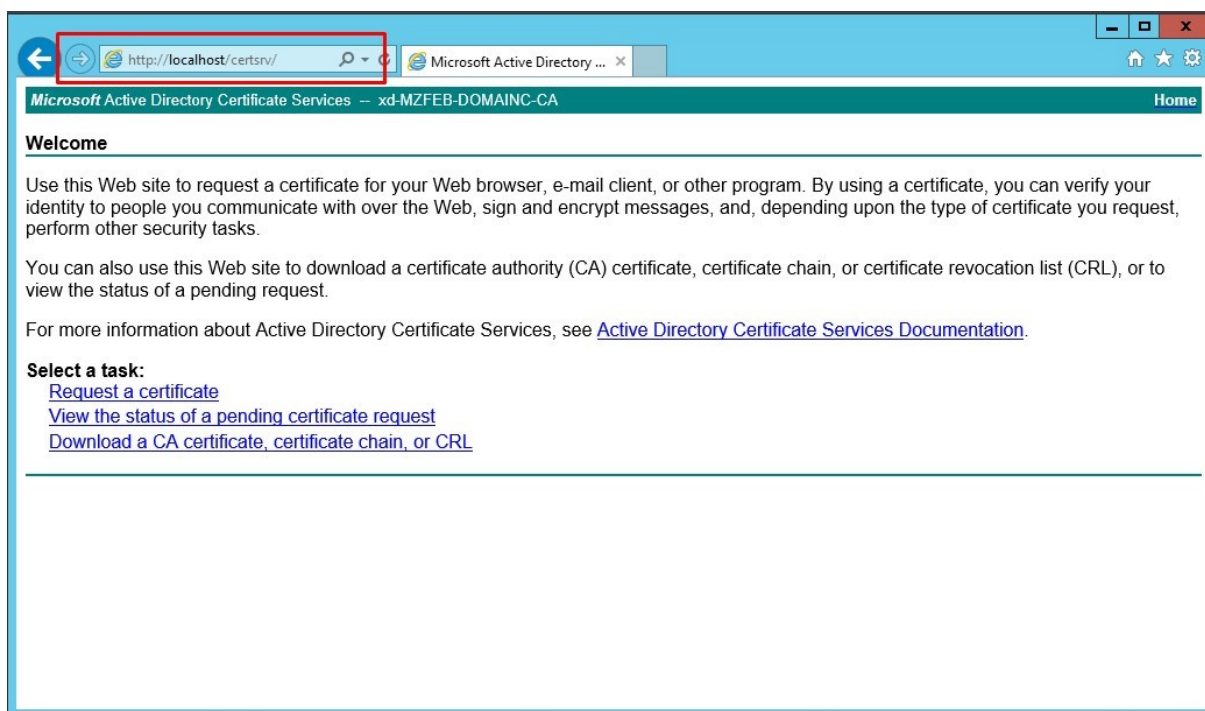 http://localhost/certsrv/
Microsoft Active Directory ...
Microsoft Active Directory Certificate Services -- xd-MZFEB-DOMAINC-CA Home
Welcome
Use this Web site to request a certificate for your Web browser, e-mail client, or other program. By using a certificate, you can verify your
identity to people you communicate with over the Web, sign and encrypt messages, and, depending upon the type of certificate you request,
perform other security tasks.
You can also use this Web site to download a certificate authority (CA) certificate, certificate chain, or certificate revocation list (CRL), or to
view the status of a pending request.
For more information about Active Directory Certificate Services, see Active Directory Certificate Services Documentation.
Select a task:
Request a certificate
View the status of a pending certificate request
Download a CA certificate, certificate chain, or CRL